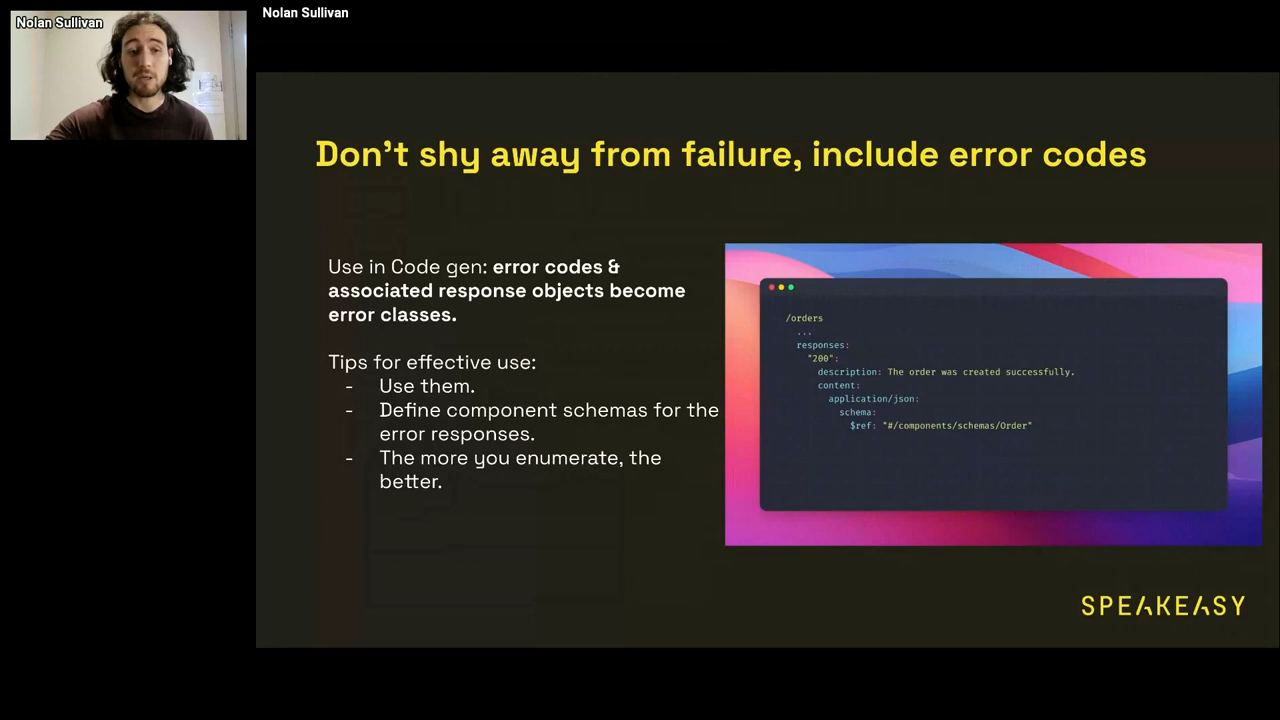 Nolan Sullivan
Nolan Sullivan
Don't shy away from failure, include error codes
Use in Code gen: error codes &
associated response objects become
error classes.
Tips for effective use:
- Use them.
- Define component schemas for the
error responses.
- The more you enumerate, the
better.
/orders
...
responses:
"200":
description: The order was created successfully.
content:
application/json:
schema:
$ref: "#/components/schemas/Order"
SPEAKEASY